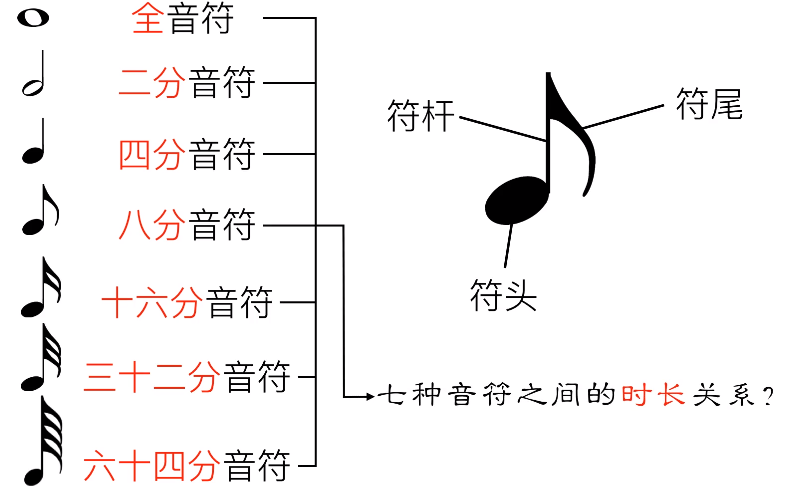 全音符
二分音符
四分音符
八分音符
十六分音符
三十二分音符
六十四分音符
符杆
符尾
符头
七种音符之间的时长关系?